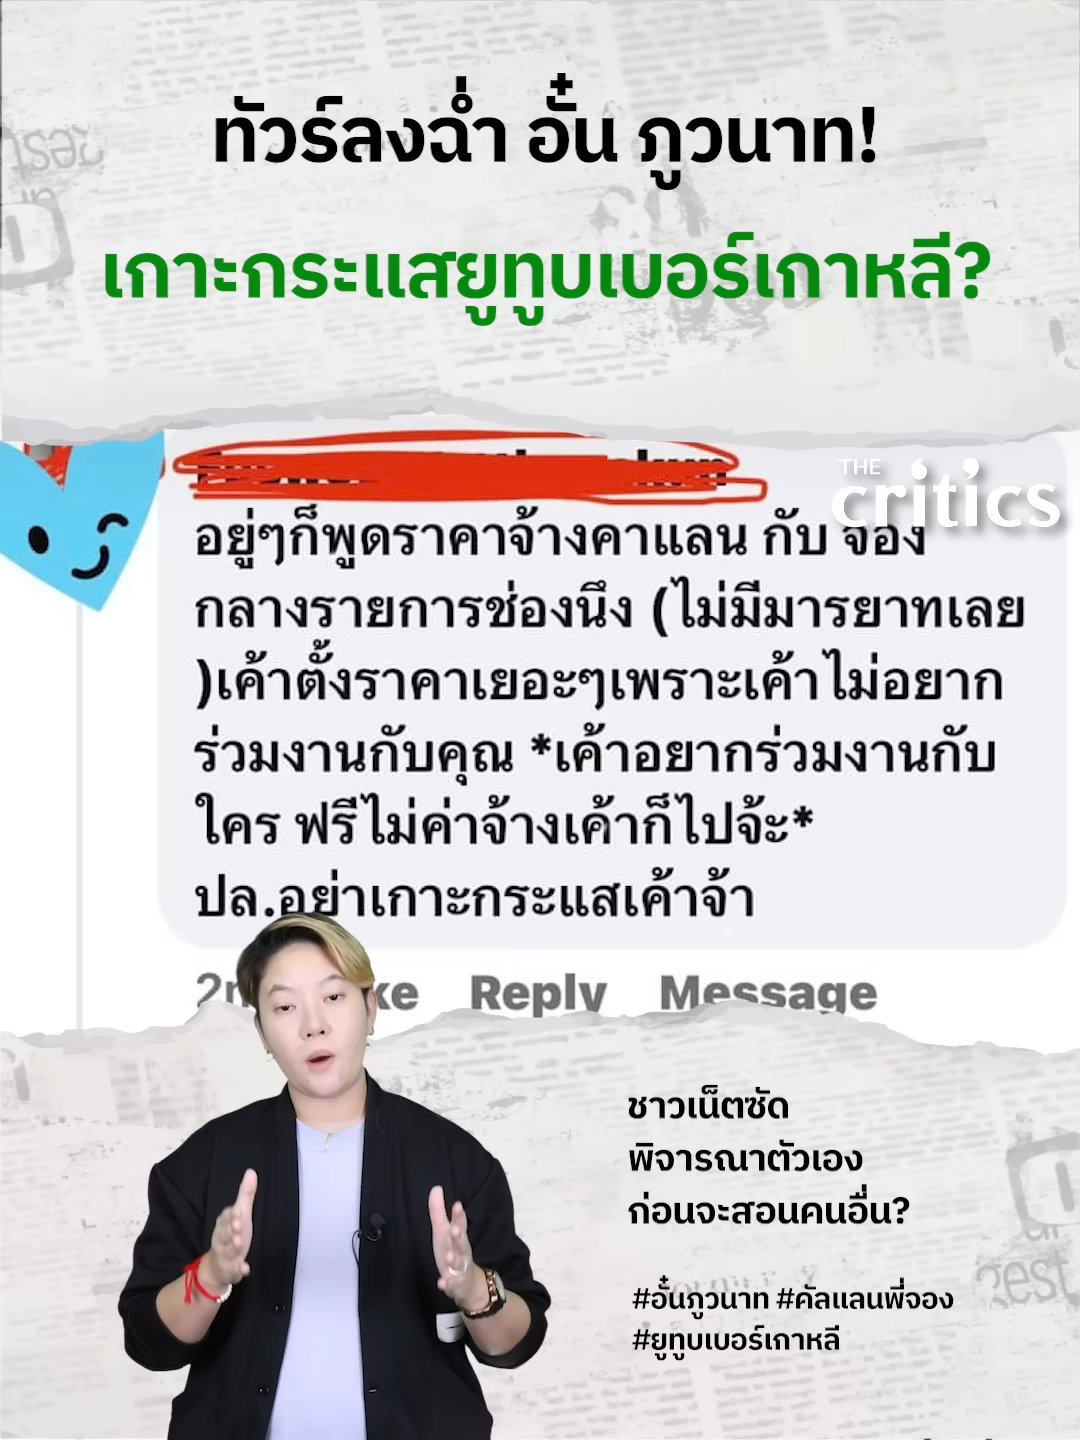 ทัวร์ลงฉ่ำ อั๋น ภูวนาท!
เกาะกระแสยูทูบเบอร์เกาหลี?
THE
critics
อยู่ๆก็พูดราคาจ้างคาแลน กับ จอง
กลางรายการช่องนึง (ไม่มีมารยาทเลย
)เค้าตั้งราคาเยอะๆเพราะเค้าไม่อยาก
ร่วมงานกับคุณ *เค้าอยากร่วมงานกับ
ใคร ฟรีไม่ค่าจ้างเค้าก็ไปจ้ะ*
ปล.อย่าเกาะกระแสเค้าจ้า
Reply Message
ชาวเน็ตซัด
พิจารณาตัวเอง
ก่อนจะสอนคนอื่น?
#อั๋นภูวนาท #คัลแลนพี่จอง
#ยูทูบเบอร์เกาหลี